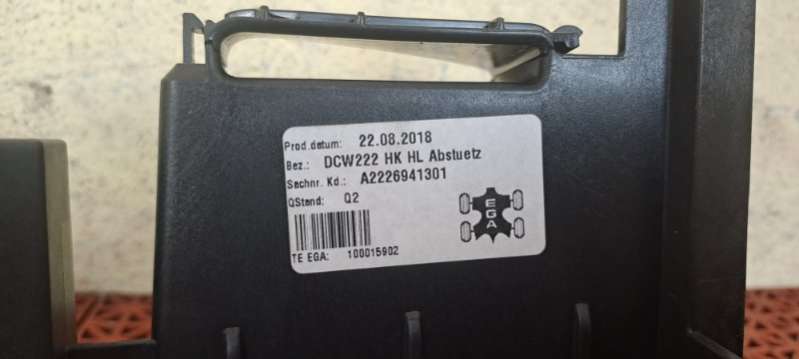 Prod.datum: 22.08.2018
Bez.: DCW222 HK HL Abstuetz
Sachnr. Kd.: A2226941301
QStand: Q2
EGA
TE EGA: 100015902